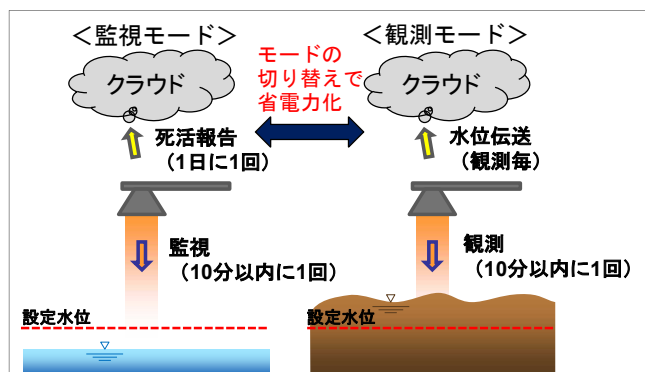 ＜監視モード＞
クラウド
死活報告
（1日に1回）
監視
（10分以内に1回）
設定水位
モードの
切り替えで
省電力化
＜観測モード＞
クラウド
水位伝送
（観測毎）
観測
（10分以内に1回）
設定水位